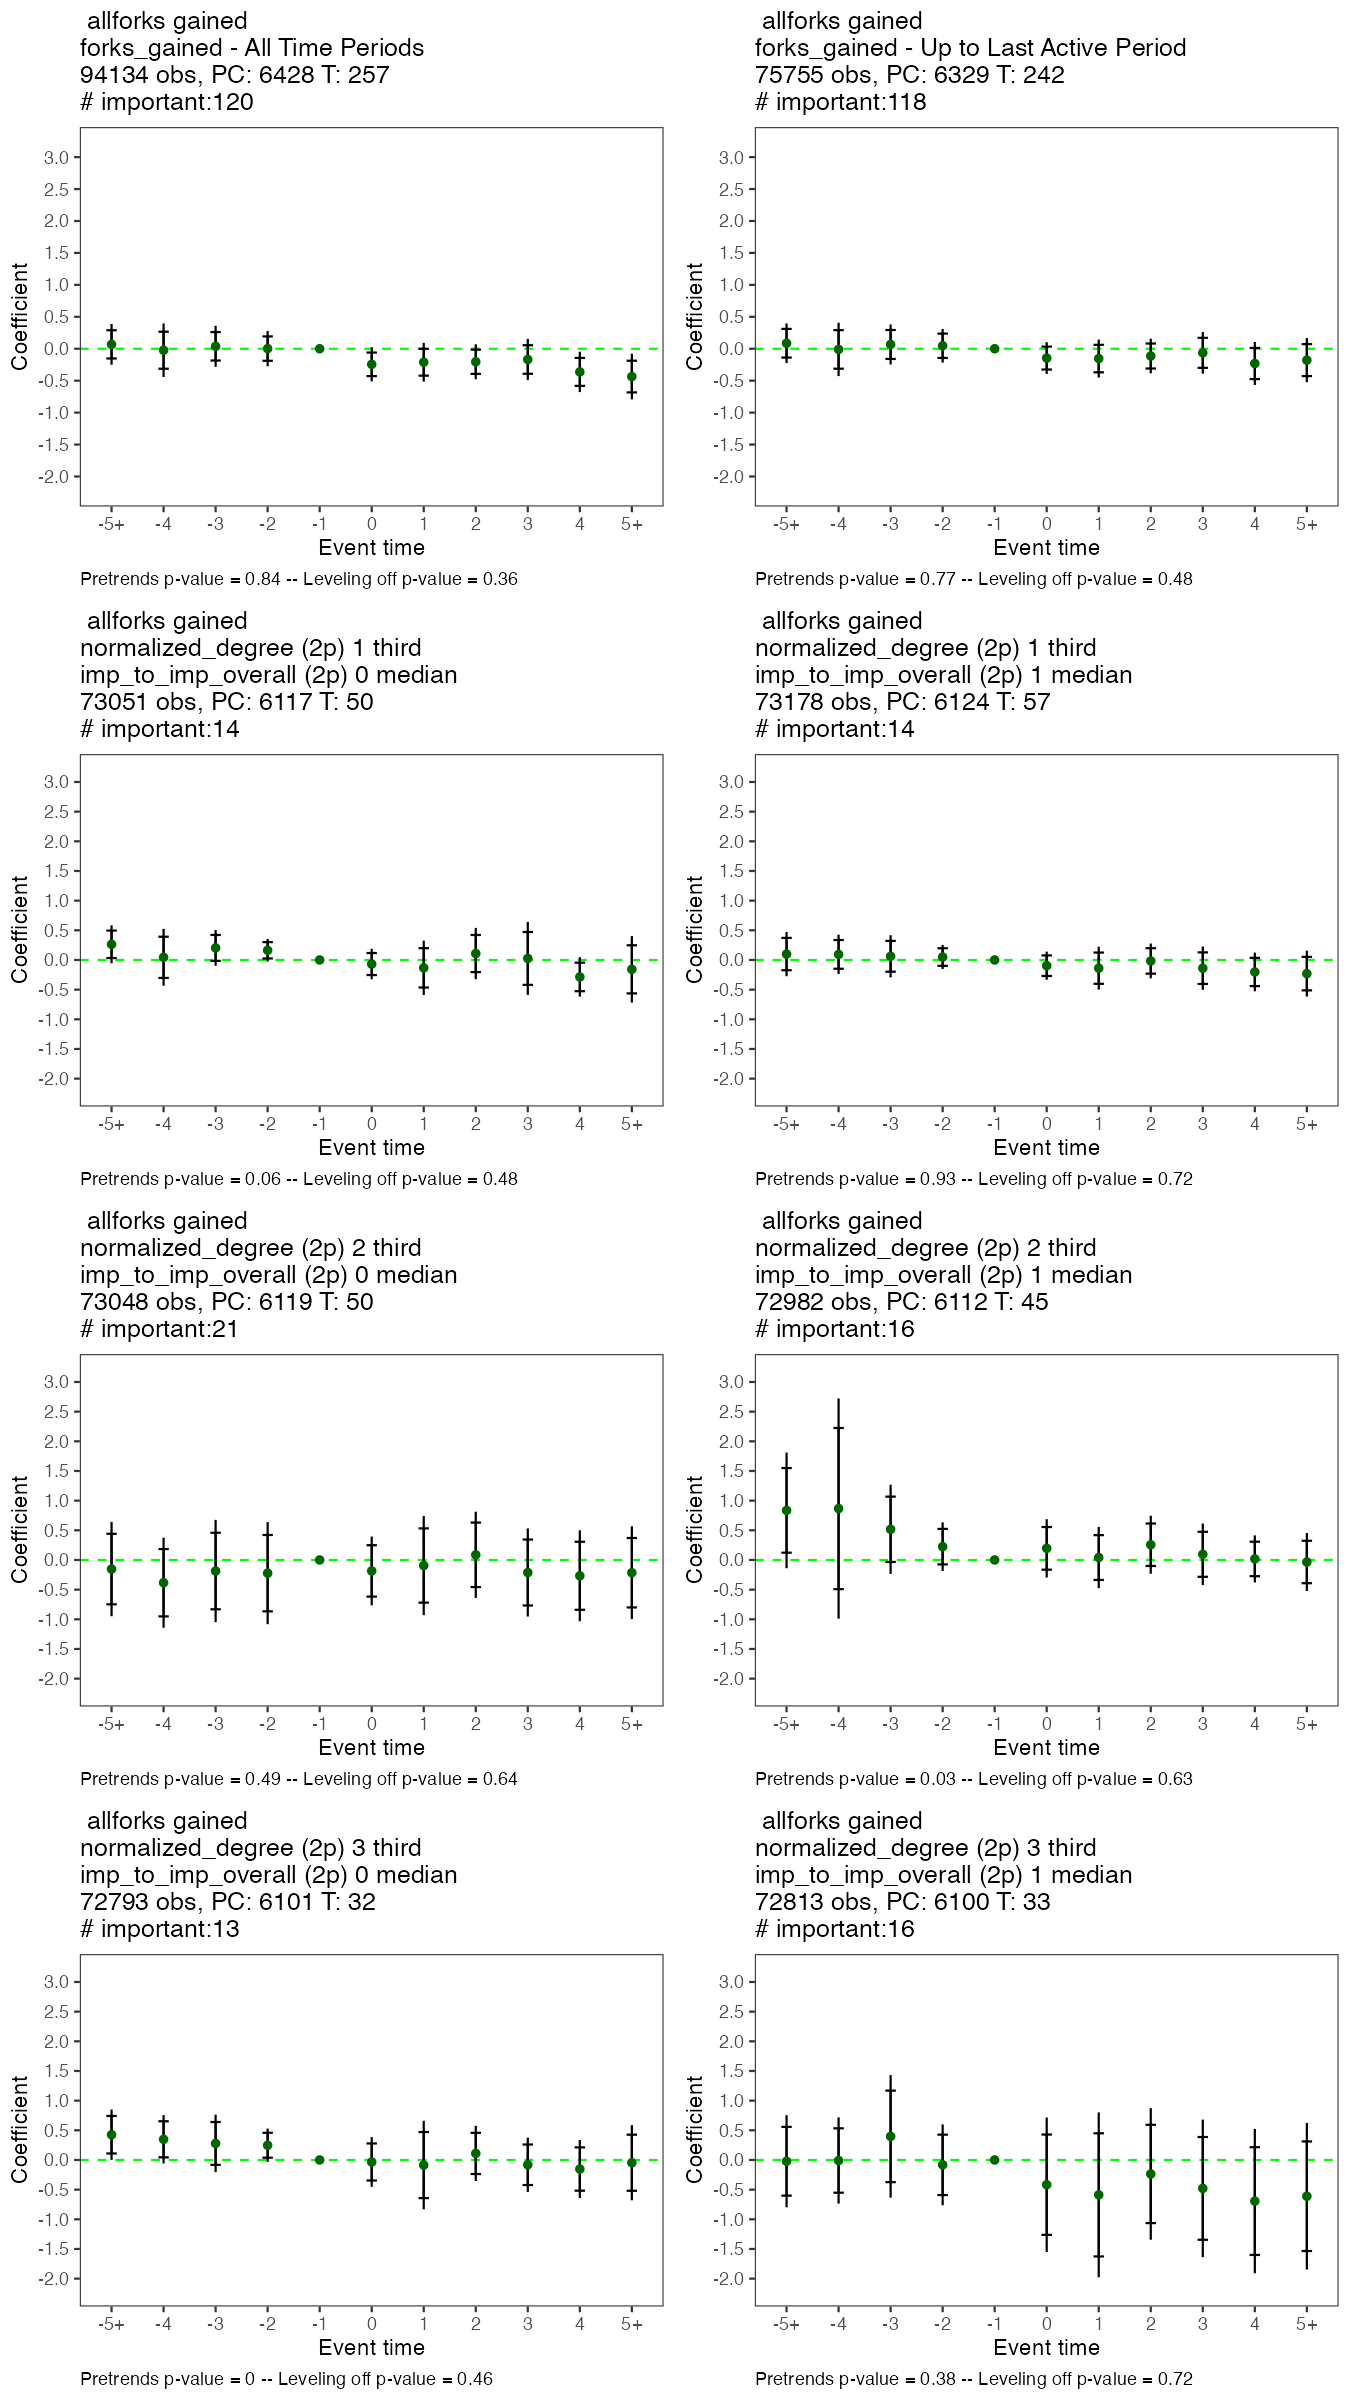 allforks gained
forks_gained - All Time Periods
94134 obs, PC: 6428 T: 257
# important:120
3.0
2.5
2.0
1.5
1.0
0.5
0.0
-0.5
-1.0
-1.5
-2.0
Coefficient
-5+ -4 -3 -2 -1 0 1 2 3 4 5+
Event time
Pretrends p-value = 0.84 -- Leveling off p-value = 0.36
allforks gained
forks_gained - Up to Last Active Period
75755 obs, PC: 6329 T: 242
# important:118
3.0
2.5
2.0
1.5
1.0
0.5
0.0
-0.5
-1.0
-1.5
-2.0
Coefficient
-5+ -4 -3 -2 -1 0 1 2 3 4 5+
Event time
Pretrends p-value = 0.77 -- Leveling off p-value = 0.48
allforks gained
normalized_degree (2p) 1 third
imp_to_imp_overall (2p) 0 median
73051 obs, PC: 6117 T: 50
# important:14
3.0
2.5
2.0
1.5
1.0
0.5
0.0
-0.5
-1.0
-1.5
-2.0
Coefficient
-5+ -4 -3 -2 -1 0 1 2 3 4 5+
Event time
Pretrends p-value = 0.06 -- Leveling off p-value = 0.48
allforks gained
normalized_degree (2p) 1 third
imp_to_imp_overall (2p) 1 median
73178 obs, PC: 6124 T: 57
# important:14
3.0
2.5
2.0
1.5
1.0
0.5
0.0
-0.5
-1.0
-1.5
-2.0
Coefficient
-5+ -4 -3 -2 -1 0 1 2 3 4 5+
Event time
Pretrends p-value = 0.93 -- Leveling off p-value = 0.72
allforks gained
normalized_degree (2p) 2 third
imp_to_imp_overall (2p) 0 median
73048 obs, PC: 6119 T: 50
# important:21
3.0
2.5
2.0
1.5
1.0
0.5
0.0
-0.5
-1.0
-1.5
-2.0
Coefficient
-5+ -4 -3 -2 -1 0 1 2 3 4 5+
Event time
Pretrends p-value = 0.49 -- Leveling off p-value = 0.64
allforks gained
normalized_degree (2p) 2 third
imp_to_imp_overall (2p) 1 median
72982 obs, PC: 6112 T: 45
# important:16
3.0
2.5
2.0
1.5
1.0
0.5
0.0
-0.5
-1.0
-1.5
-2.0
Coefficient
-5+ -4 -3 -2 -1 0 1 2 3 4 5+
Event time
Pretrends p-value = 0.03 -- Leveling off p-value = 0.63
allforks gained
normalized_degree (2p) 3 third
imp_to_imp_overall (2p) 0 median
72793 obs, PC: 6101 T: 32
# important:13
3.0
2.5
2.0
1.5
1.0
0.5
0.0
-0.5
-1.0
-1.5
-2.0
Coefficient
-5+ -4 -3 -2 -1 0 1 2 3 4 5+
Event time
Pretrends p-value = 0 -- Leveling off p-value = 0.46
allforks gained
normalized_degree (2p) 3 third
imp_to_imp_overall (2p) 1 median
72813 obs, PC: 6100 T: 33
# important:16
3.0
2.5
2.0
1.5
1.0
0.5
0.0
-0.5
-1.0
-1.5
-2.0
Coefficient
-5+ -4 -3 -2 -1 0 1 2 3 4 5+
Event time
Pretrends p-value = 0.38 -- Leveling off p-value = 0.72